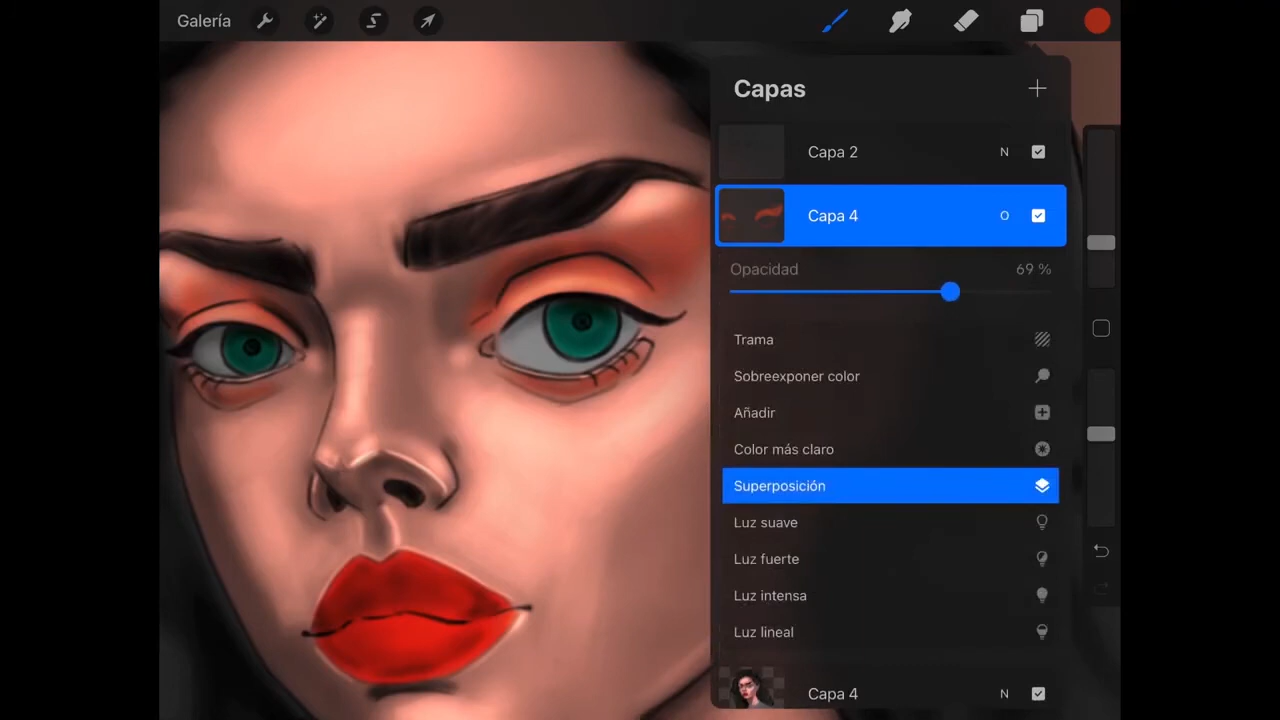 Galería
Capas
Capa 2 N
Capa 4 O
Opacidad 69 %
Trama
Sobreexponer color
Añadir
Color más claro
Superposición
Luz suave
Luz fuerte
Luz intensa
Luz lineal
Capa 4 N